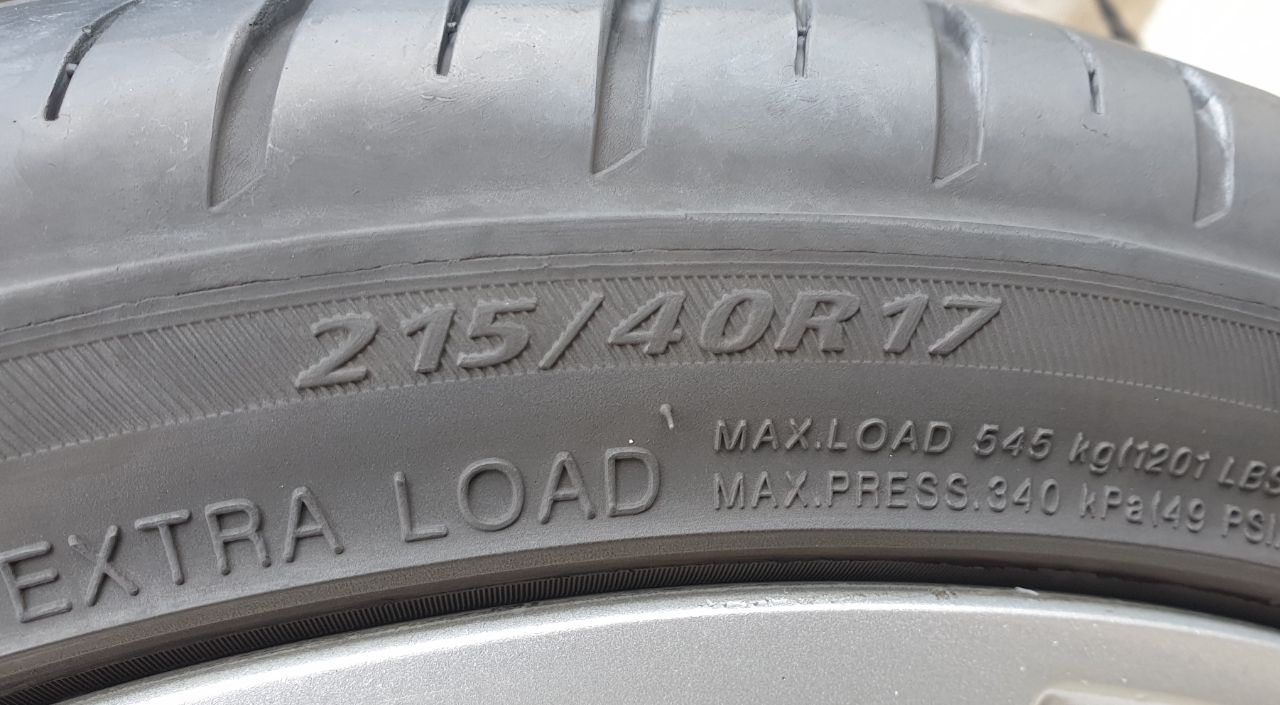 215/40R17
EXTRA LOAD
MAX.LOAD 545 kg(1201 LBS
MAX.PRESS.340 kPa(49 PSI